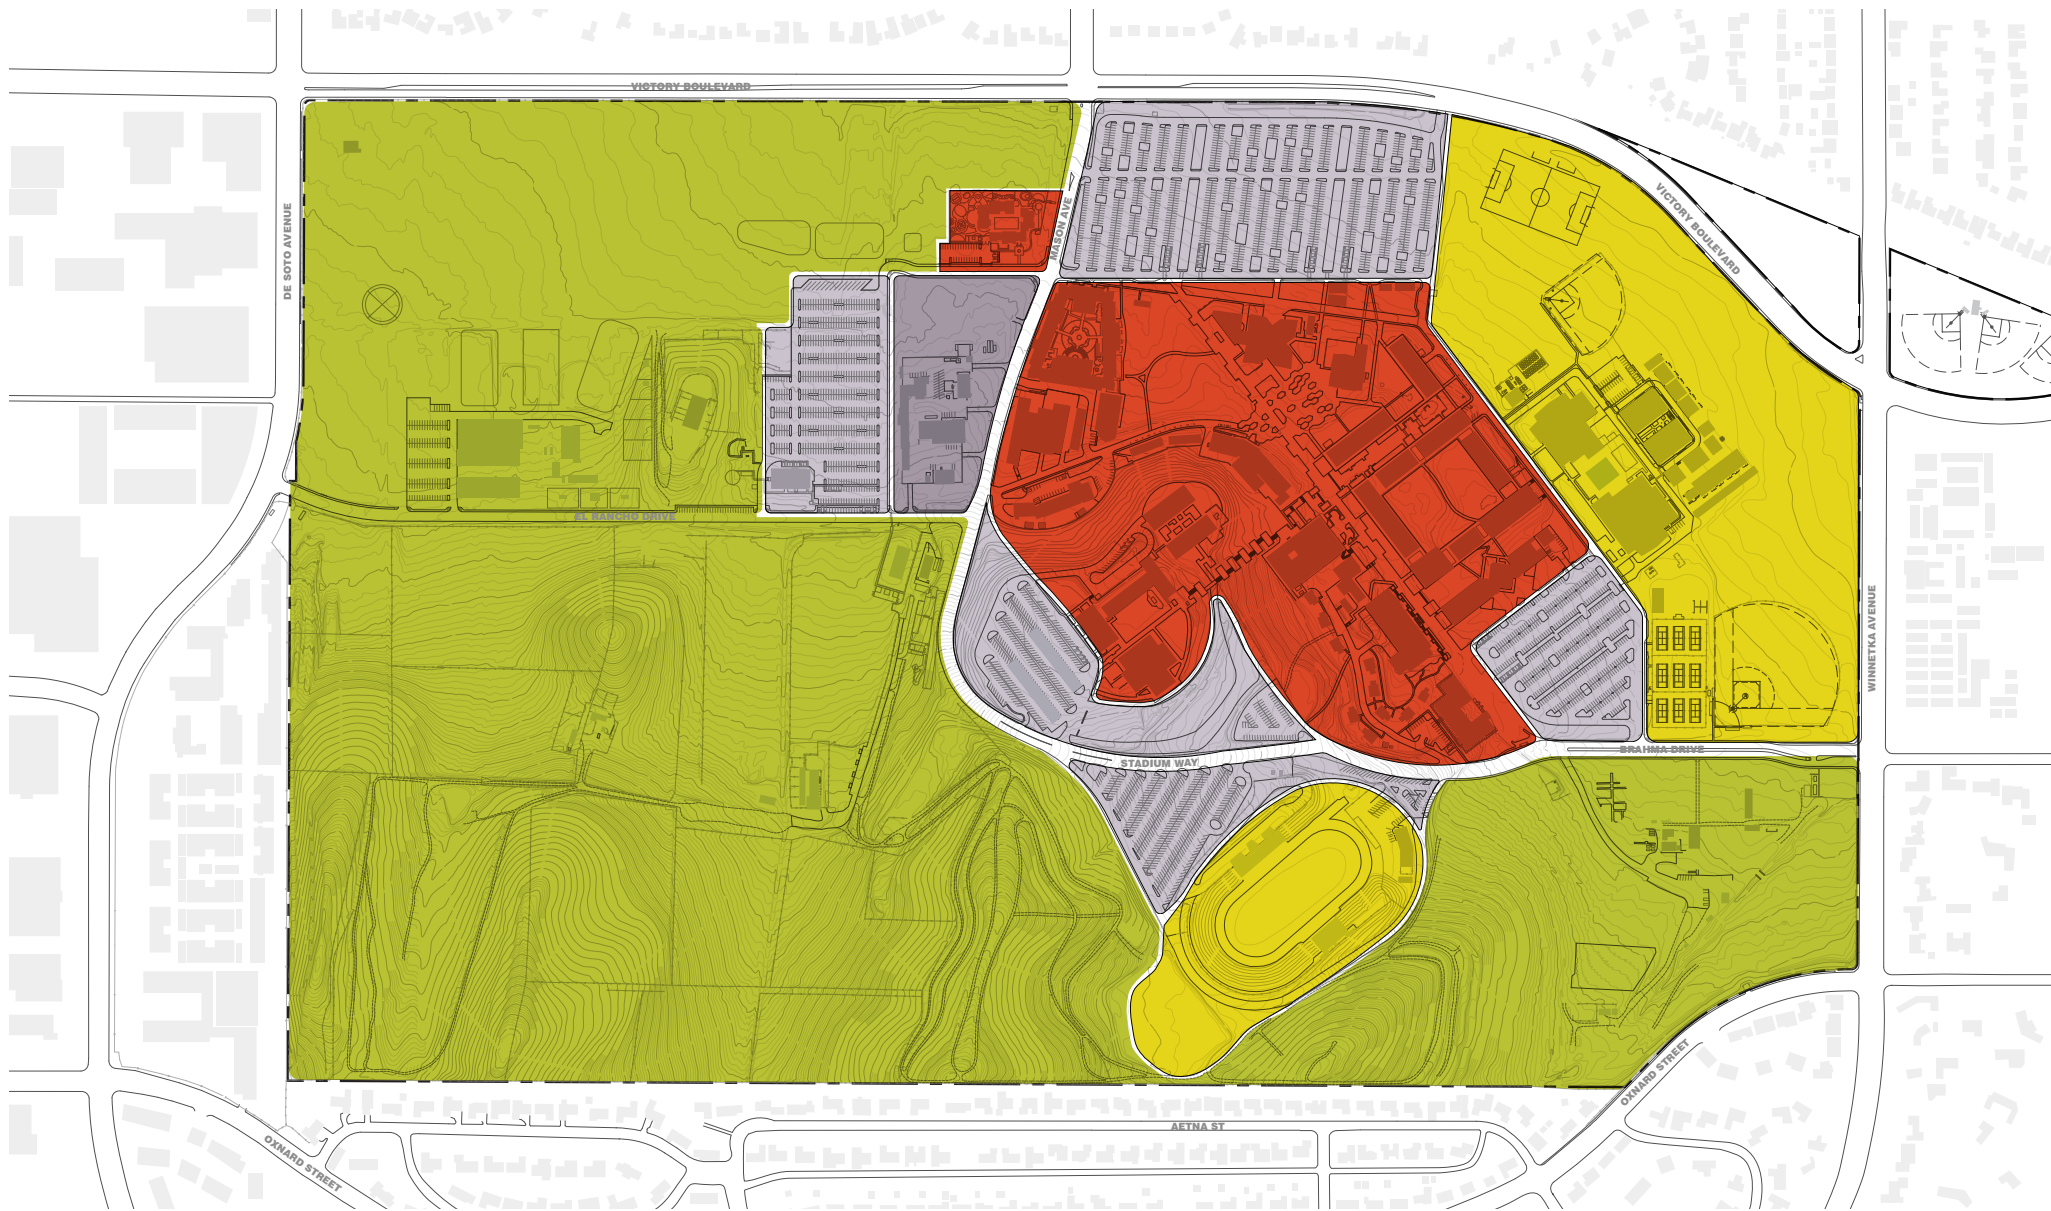 VICTORY BOULEVARD
DE SOTO AVENUE
MASON AVE
VICTORY BOULEVARD
EL RANCHO DRIVE
WINNETKA AVENUE
BRAHMA DRIVE
STADIUM WAY
OXNARD STREET
AETNA ST
OXNARD STREET